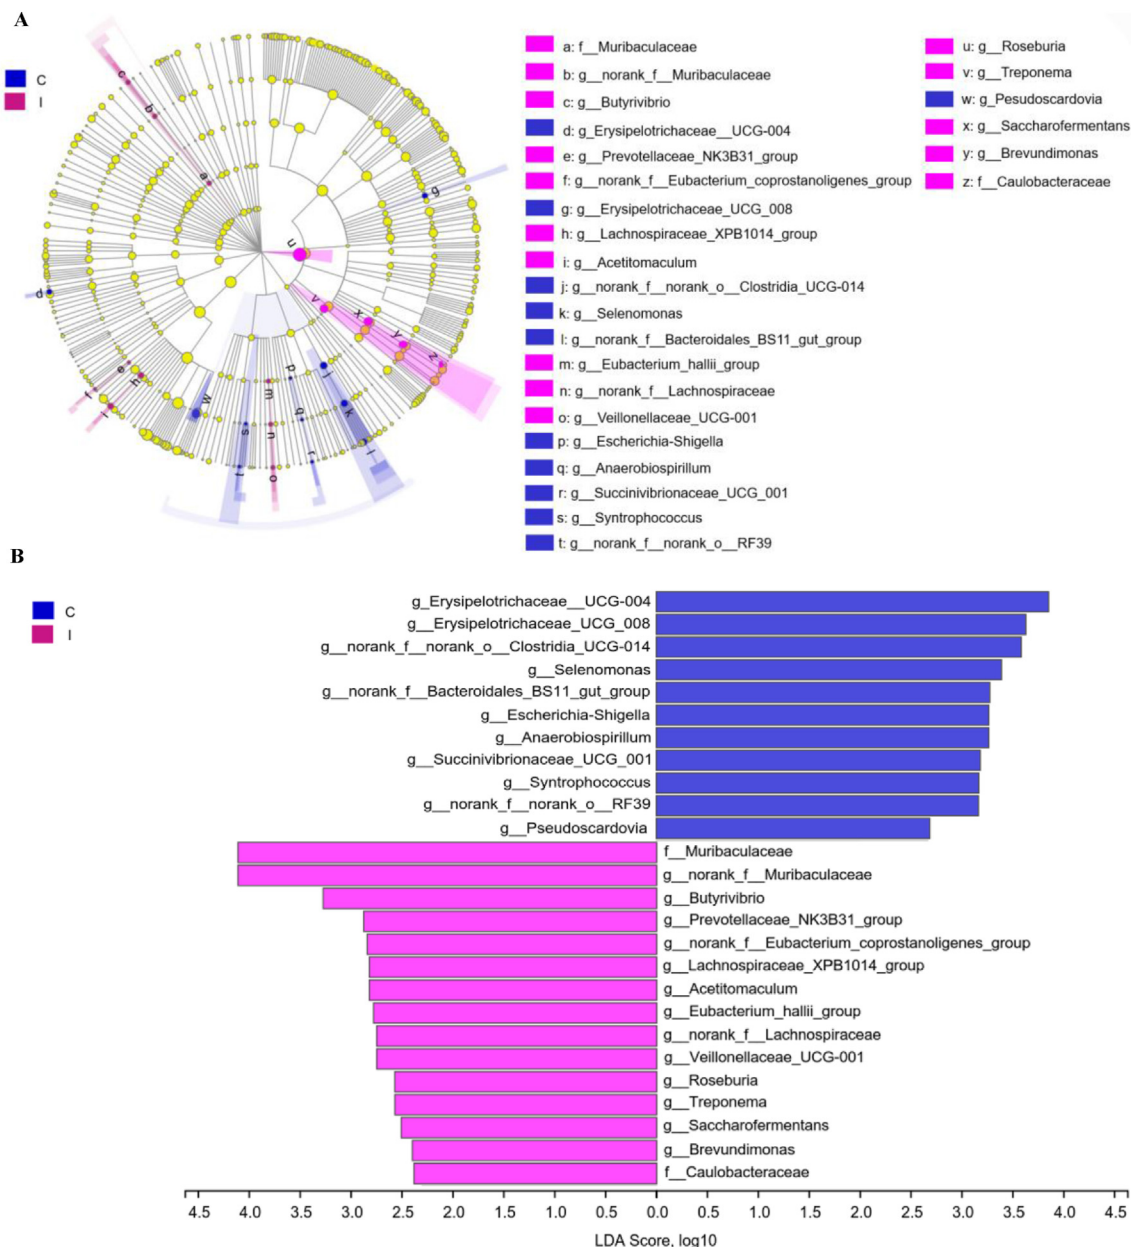 A
C
I
a: f__Muribaculaceae
b: g__norank_f__Muribaculaceae
c: g__Butyrivibrio
d: g_Erysipelotrichaceae__UCG-004
e: g__Prevotellaceae_NK3B31_group
f: g__norank_f__Eubacterium_coprostanoligenes_group
g: g__Erysipelotrichaceae_UCG_008
h: g__Lachnospiraceae_XPB1014_group
i: g__Acetitomaculum
j: g__norank_f__norank_o__Clostridia_UCG-014
k: g__Selenomonas
l: g__norank_f__Bacteroidales_BS11_gut_group
m: g__Eubacterium_hallii_group
n: g__norank_f__Lachnospiraceae
o: g__Veillonellaceae_UCG-001
p: g__Escherichia-Shigella
q: g__Anaerobiospirillum
r: g__Succinivibrionaceae_UCG_001
s: g__Syntrophococcus
t: g__norank_f__norank_o__RF39
u: g__Roseburia
v: g__Treponema
w: g_Pesudoscardovia
x: g__Saccharofermentans
y: g__Brevundimonas
z: f__Caulobacteraceae
c
b
a
g
u
d
v
x
y
z
e
h
f
i
w
p
j
m
k
s
q
n
l
r
t
o
B
C
I
g_Erysipelotrichaceae__UCG-004
g__Erysipelotrichaceae_UCG_008
g__norank_f__norank_o__Clostridia_UCG-014
g__Selenomonas
g__norank_f__Bacteroidales_BS11_gut_group
g__Escherichia-Shigella
g__Anaerobiospirillum
g__Succinivibrionaceae_UCG_001
g__Syntrophococcus
g__norank_f__norank_o__RF39
g__Pseudoscardovia
f__Muribaculaceae
g__norank_f__Muribaculaceae
g__Butyrivibrio
g__Prevotellaceae_NK3B31_group
g__norank_f__Eubacterium_coprostanoligenes_group
g__Lachnospiraceae_XPB1014_group
g__Acetitomaculum
g__Eubacterium_hallii_group
g__norank_f__Lachnospiraceae
g__Veillonellaceae_UCG-001
g__Roseburia
g__Treponema
g__Saccharofermentans
g__Brevundimonas
f__Caulobacteraceae
4.5 4.0 3.5 3.0 2.5 2.0 1.5 1.0 0.5 0.0 0.5 1.0 1.5 2.0 2.5 3.0 3.5 4.0 4.5
LDA Score, log10